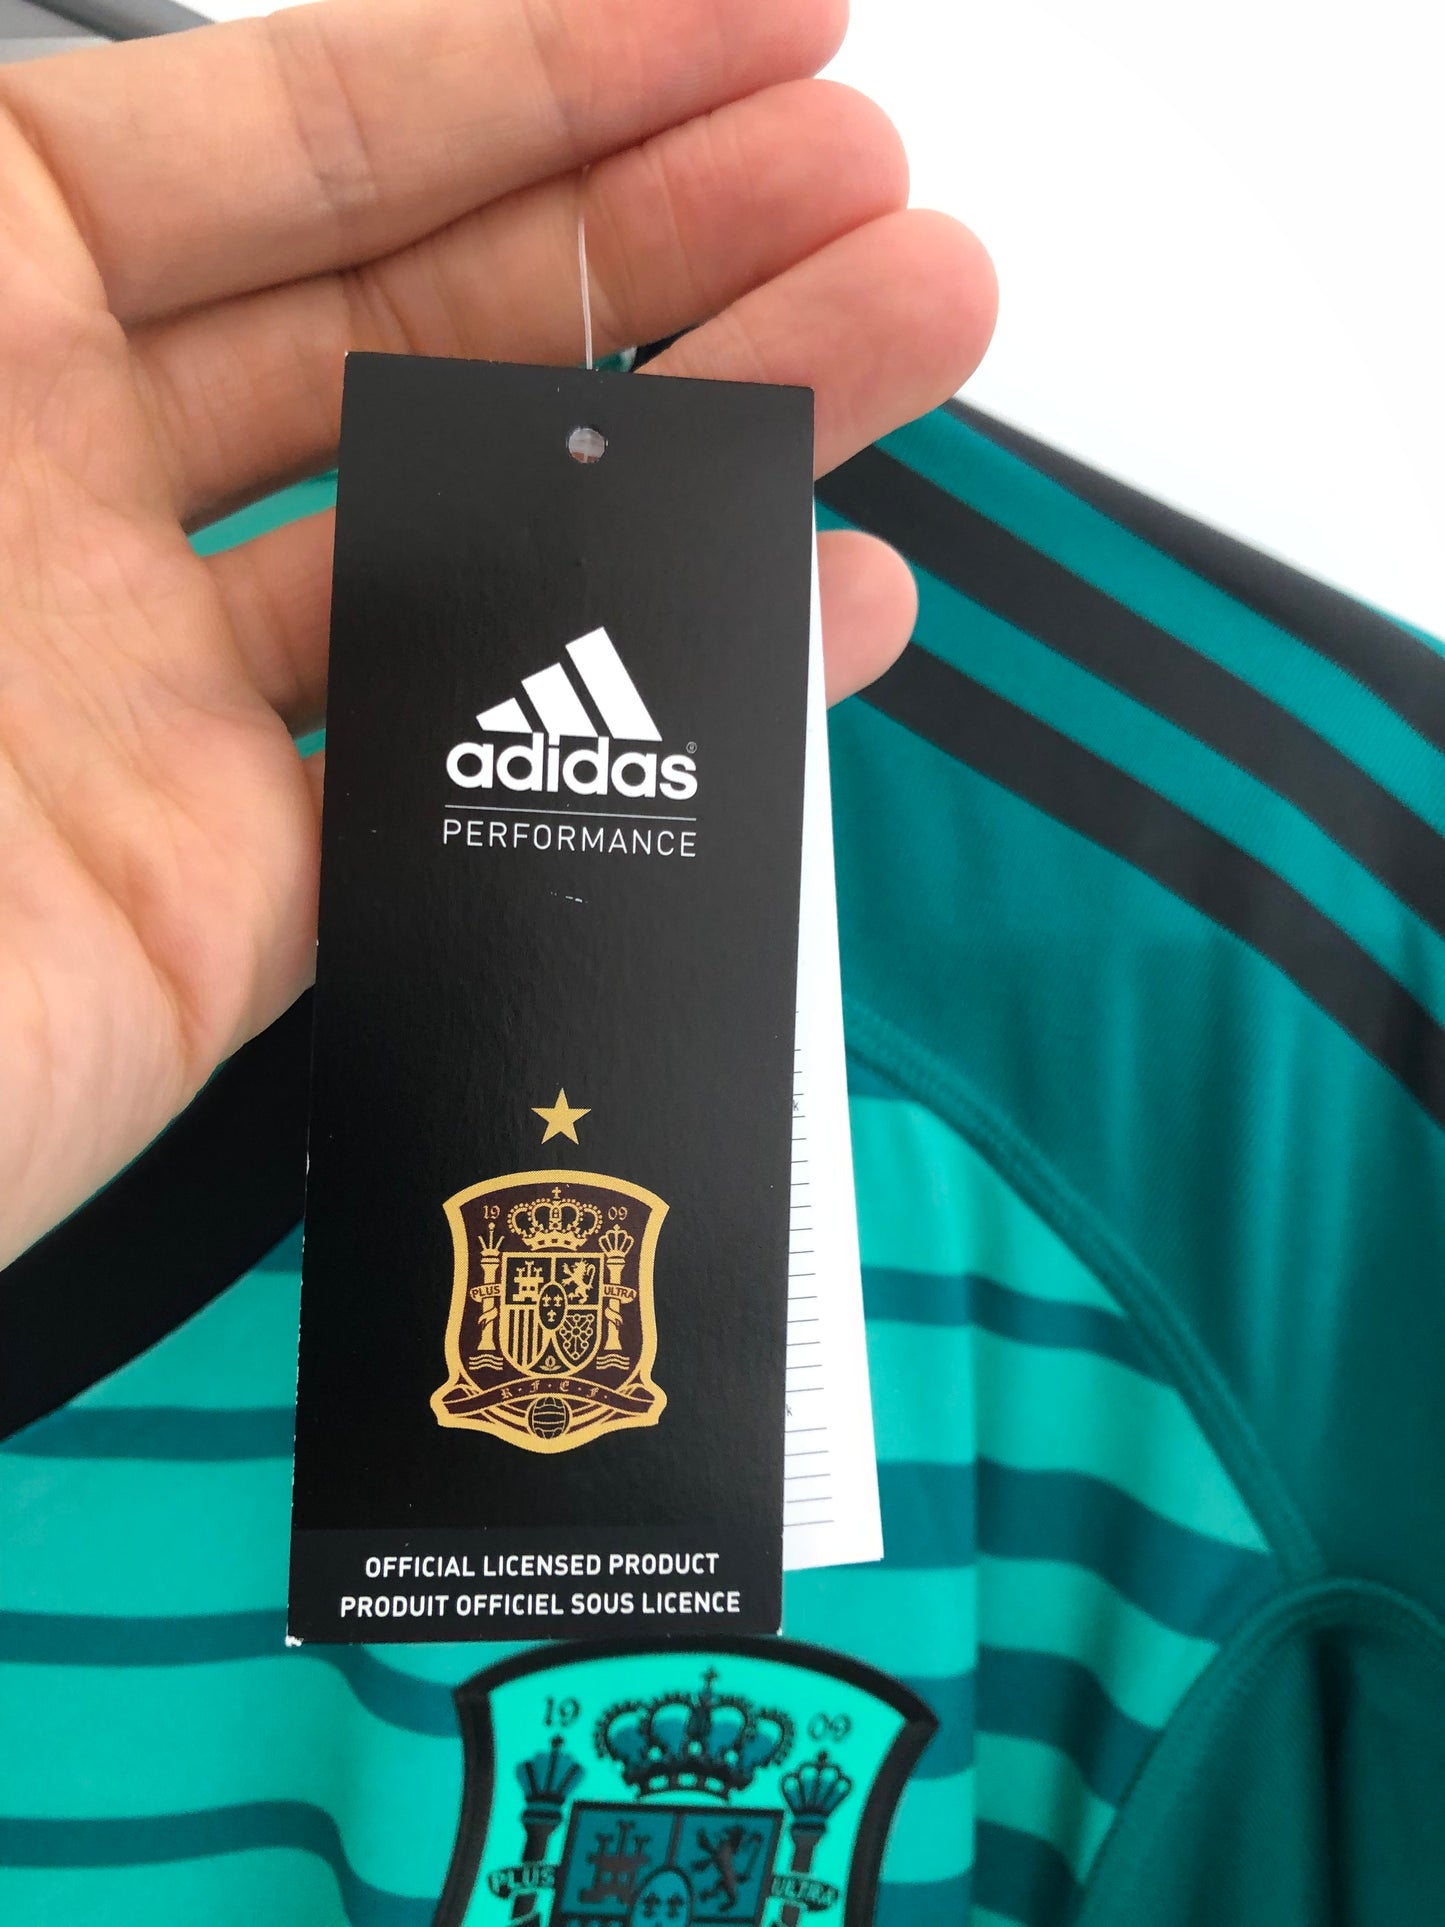 adidas®
PERFORMANCE
19 09
PLUS ULTRA
R·F·E·F·
OFFICIAL LICENSED PRODUCT
PRODUIT OFFICIEL SOUS LICENCE
19 09
PLUS ULTRA
k
k